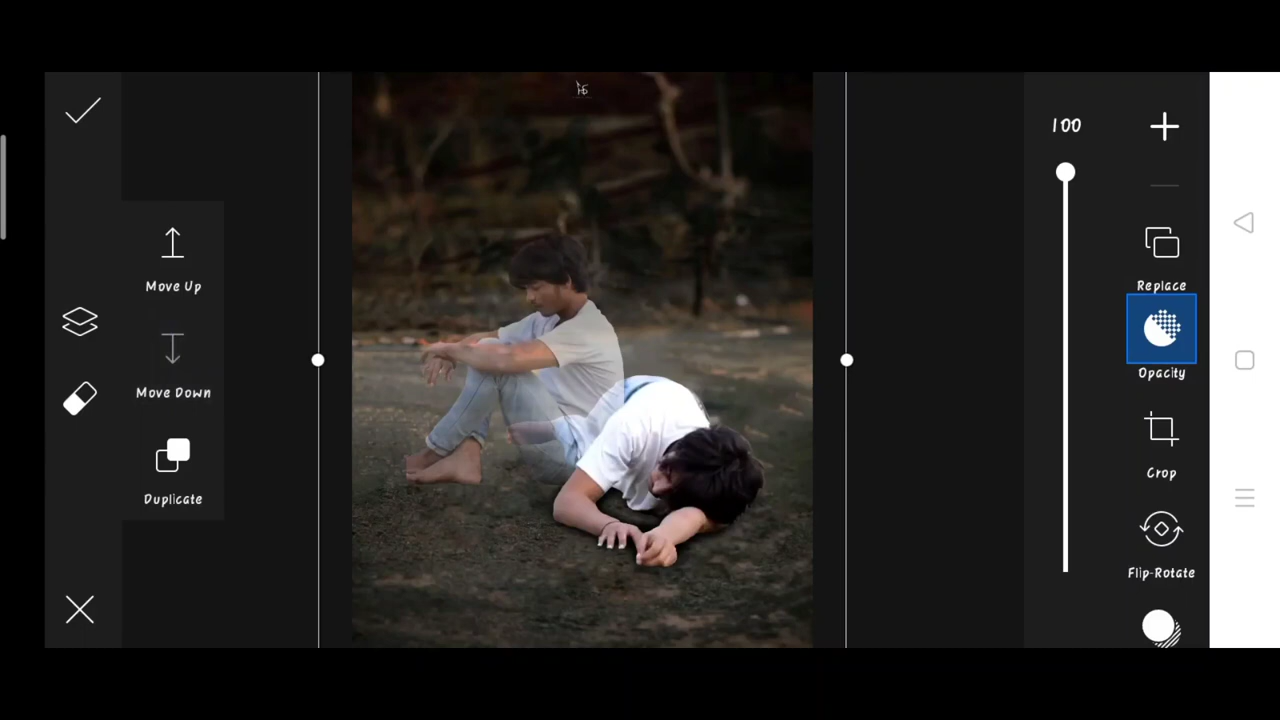 Move Up
Move Down
Duplicate
100
Replace
Opacity
Crop
Flip-Rotate